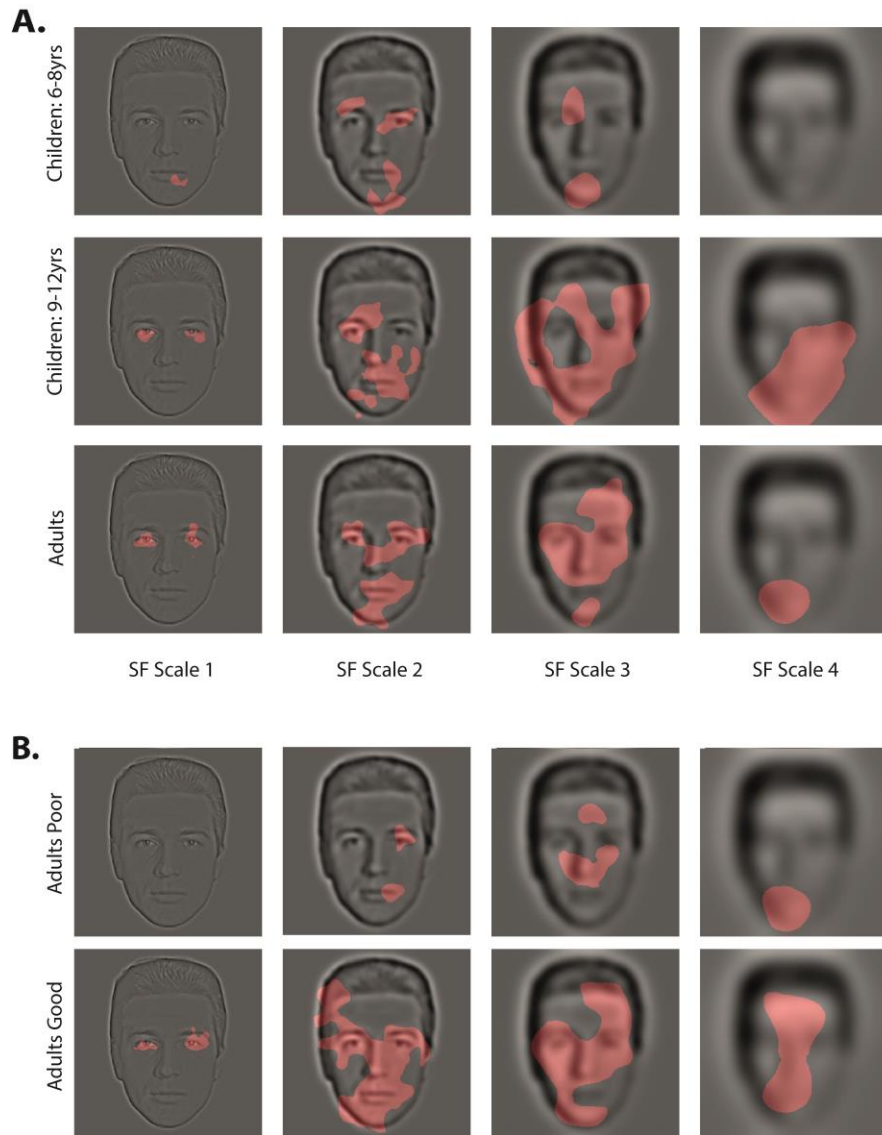 A.
Children: 6-8yrs
Children: 9-12yrs
Adults
SF Scale 1 SF Scale 2 SF Scale 3 SF Scale 4
B.
Adults Poor
Adults Good